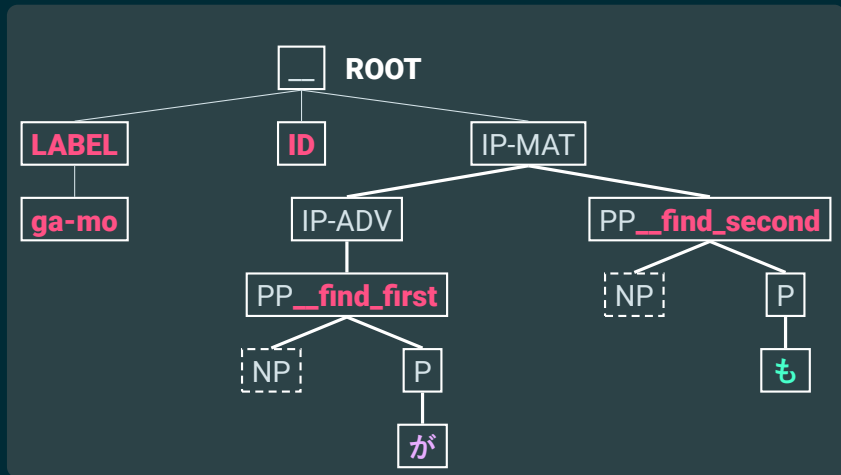 __ ROOT
LABEL ID IP-MAT
ga-mo IP-ADV PP__find_second
PP__find_first NP P
NP P も
が